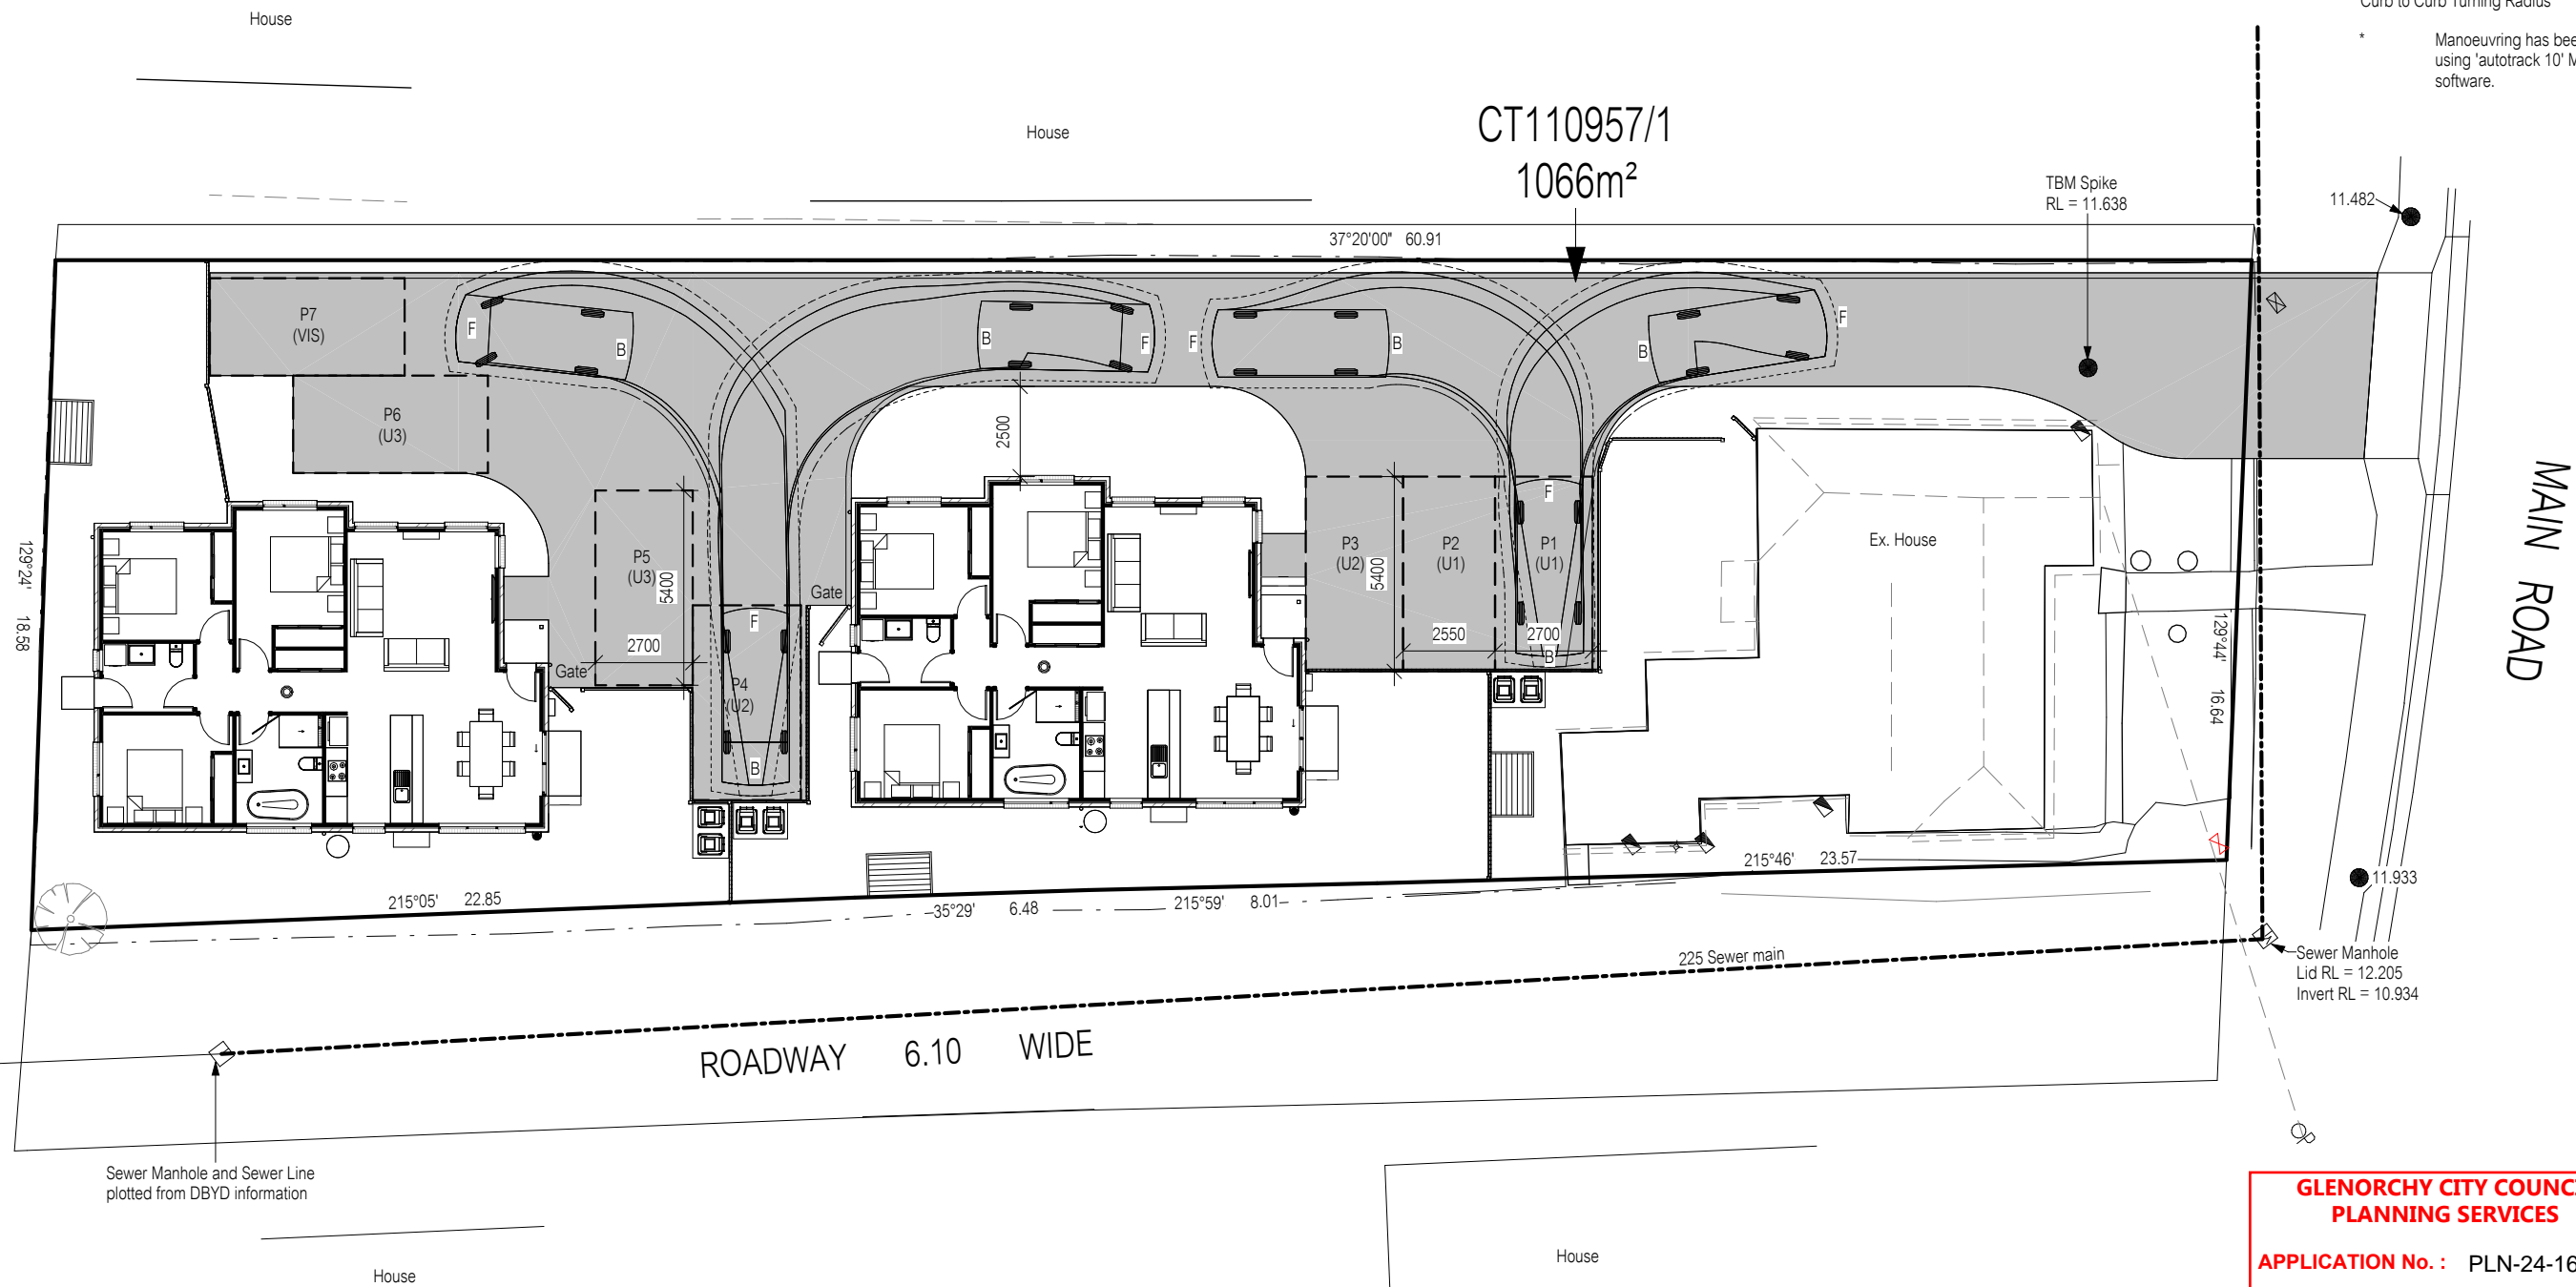 House
Curb to Curb Turning Radius
*
Manoeuvring has
using 'autotrack 10'
software.
House
CT110957/1
1066m²
TBM Spike
RL = 11.638
11.482
37°20'00" 60.91
P7
(VIS)
F
B
B
F
F
B
B
F
P6
(U3)
2500
MAIN ROAD
129°24' 18.58
P5
(U3)
5400
2700
Gate
Gate
F
P4
(U2)
B
P3
(U2)
5400
P2
(U1)
2550
F
P1
(U1)
2700
B
Ex. House
129°44' 16.64
215°05' 22.85
35°29' 6.48
215°59' 8.01
215°46' 23.57
11.933
225 Sewer main
Sewer Manhole
Lid RL = 12.205
Invert RL = 10.934
ROADWAY 6.10 WIDE
Sewer Manhole and Sewer Line
plotted from DBYD information
House
House
GLENORCHY CITY
PLANNING SERVICES
APPLICATION No. : PLN-24-16